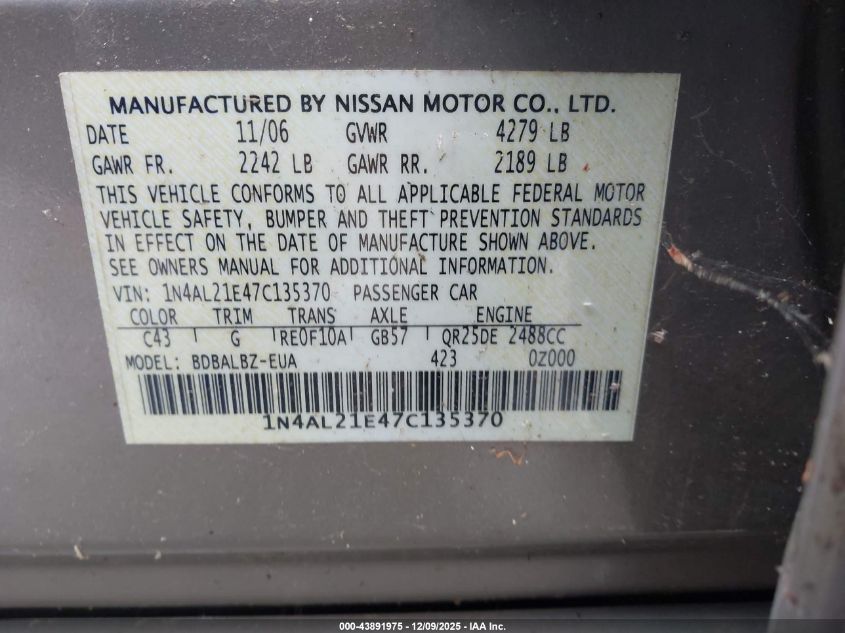 MANUFACTURED BY NISSAN MOTOR CO., LTD.
DATE 11/06 GVWR 4279 LB
GAWR FR. 2242 LB GAWR RR. 2189 LB
THIS VEHICLE CONFORMS TO ALL APPLICABLE FEDERAL MOTOR
VEHICLE SAFETY, BUMPER AND THEFT PREVENTION STANDARDS
IN EFFECT ON THE DATE OF MANUFACTURE SHOWN ABOVE.
SEE OWNERS MANUAL FOR ADDITIONAL INFORMATION.
VIN: 1N4AL21E47C135370 PASSENGER CAR
COLOR TRIM TRANS AXLE ENGINE
C43 G RE0F10A GB57 QR25DE 2488CC
MODEL: BDBALBZ-EUA 423 0Z000
1N4AL21E47C135370
000-43891975 - 12/09/2025 - IAA Inc.